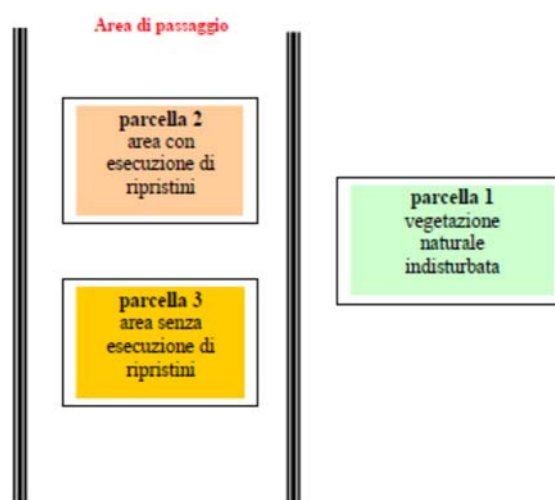 Area di passaggio
parcella 2
area con
esecuzione di
ripristini
parcella 1
vegetazione
naturale
indisturbata
parcella 3
area senza
esecuzione di
ripristini